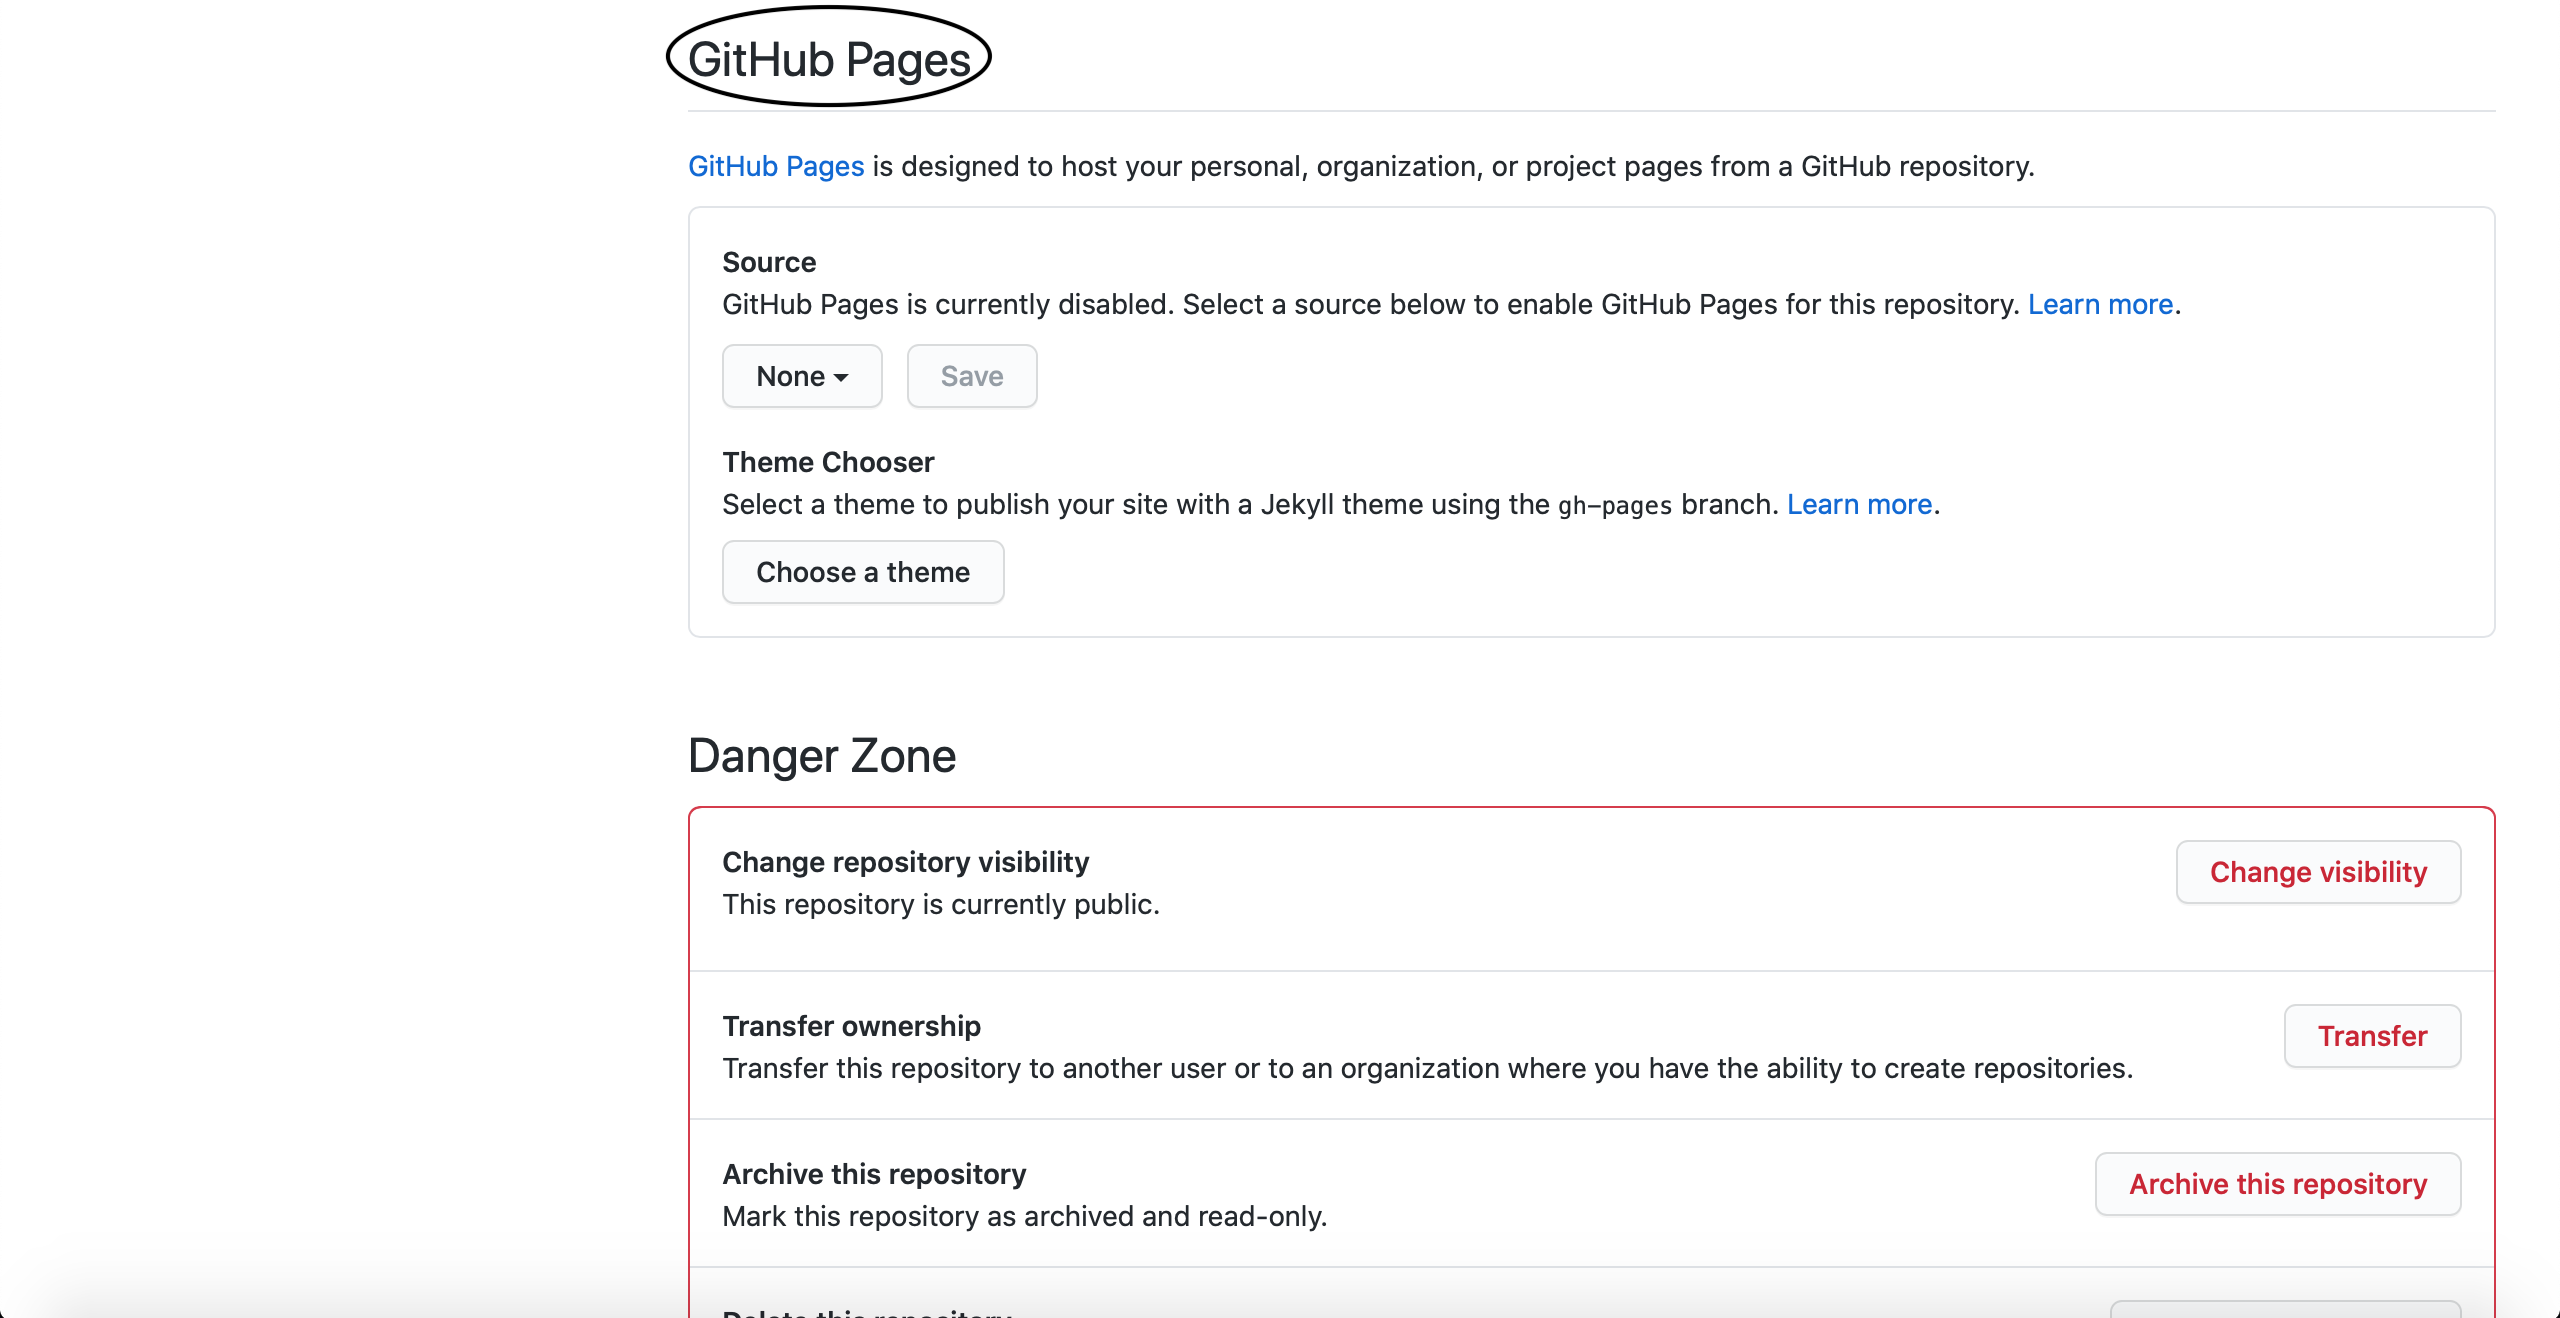 GitHub Pages
GitHub Pages is designed to host your personal, organization, or project pages from a GitHub repository.
Source
GitHub Pages is currently disabled. Select a source below to enable GitHub Pages for this repository. Learn more.
None Save
Theme Chooser
Select a theme to publish your site with a Jekyll theme using the gh-pages branch. Learn more.
Choose a theme
Danger Zone
Change repository visibility
Change visibility
This repository is currently public.
Transfer ownership
Transfer
Transfer this repository to another user or to an organization where you have the ability to create repositories.
Archive this repository
Archive this repository
Mark this repository as archived and read-only.
Delete this repository